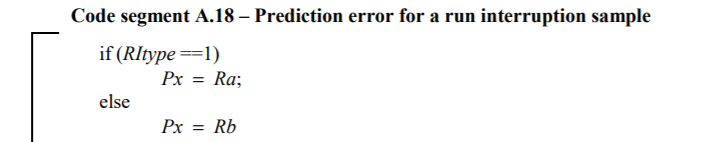 Code segment A.18 – Prediction error for a run interruption sample
if (RItype ==1)
Px = Ra;
else
Px = Rb